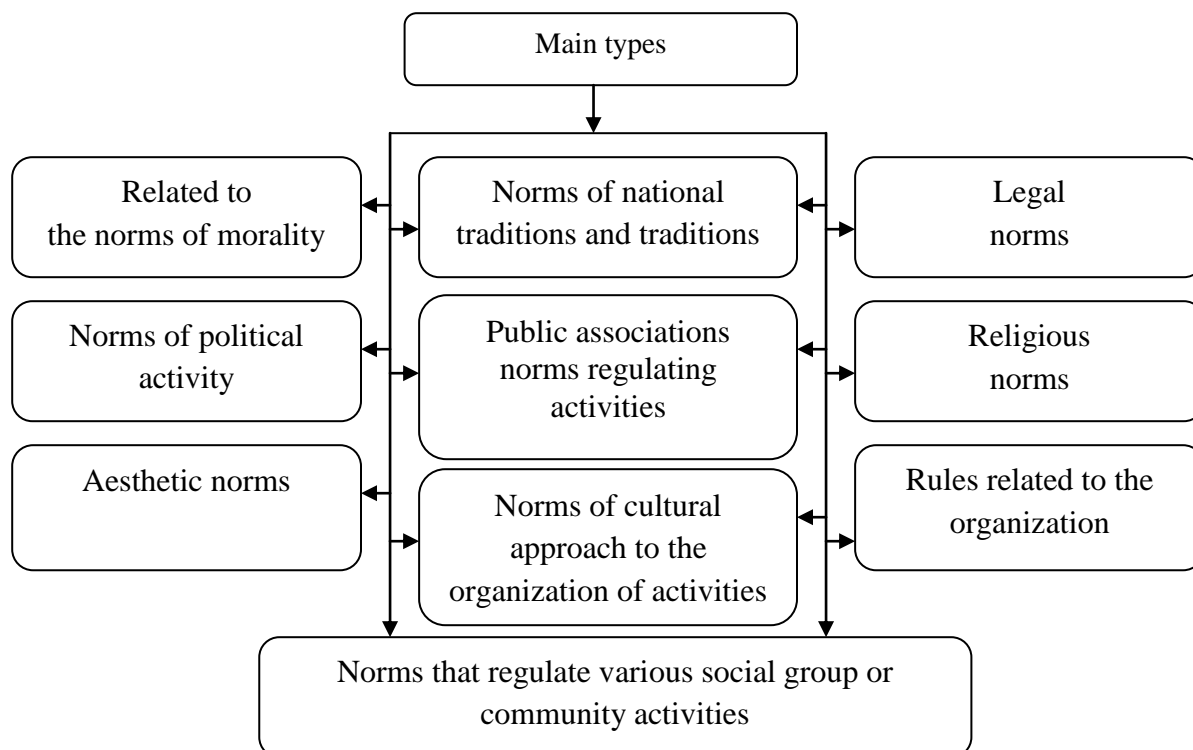 Main types
Related to
the norms of morality
Norms of national
traditions and traditions
Legal
norms
Norms of political
activity
Public associations
norms regulating
activities
Religious
norms
Aesthetic norms
Norms of cultural
approach to the
organization of activities
Rules related to the
organization
Norms that regulate various social group or
community activities